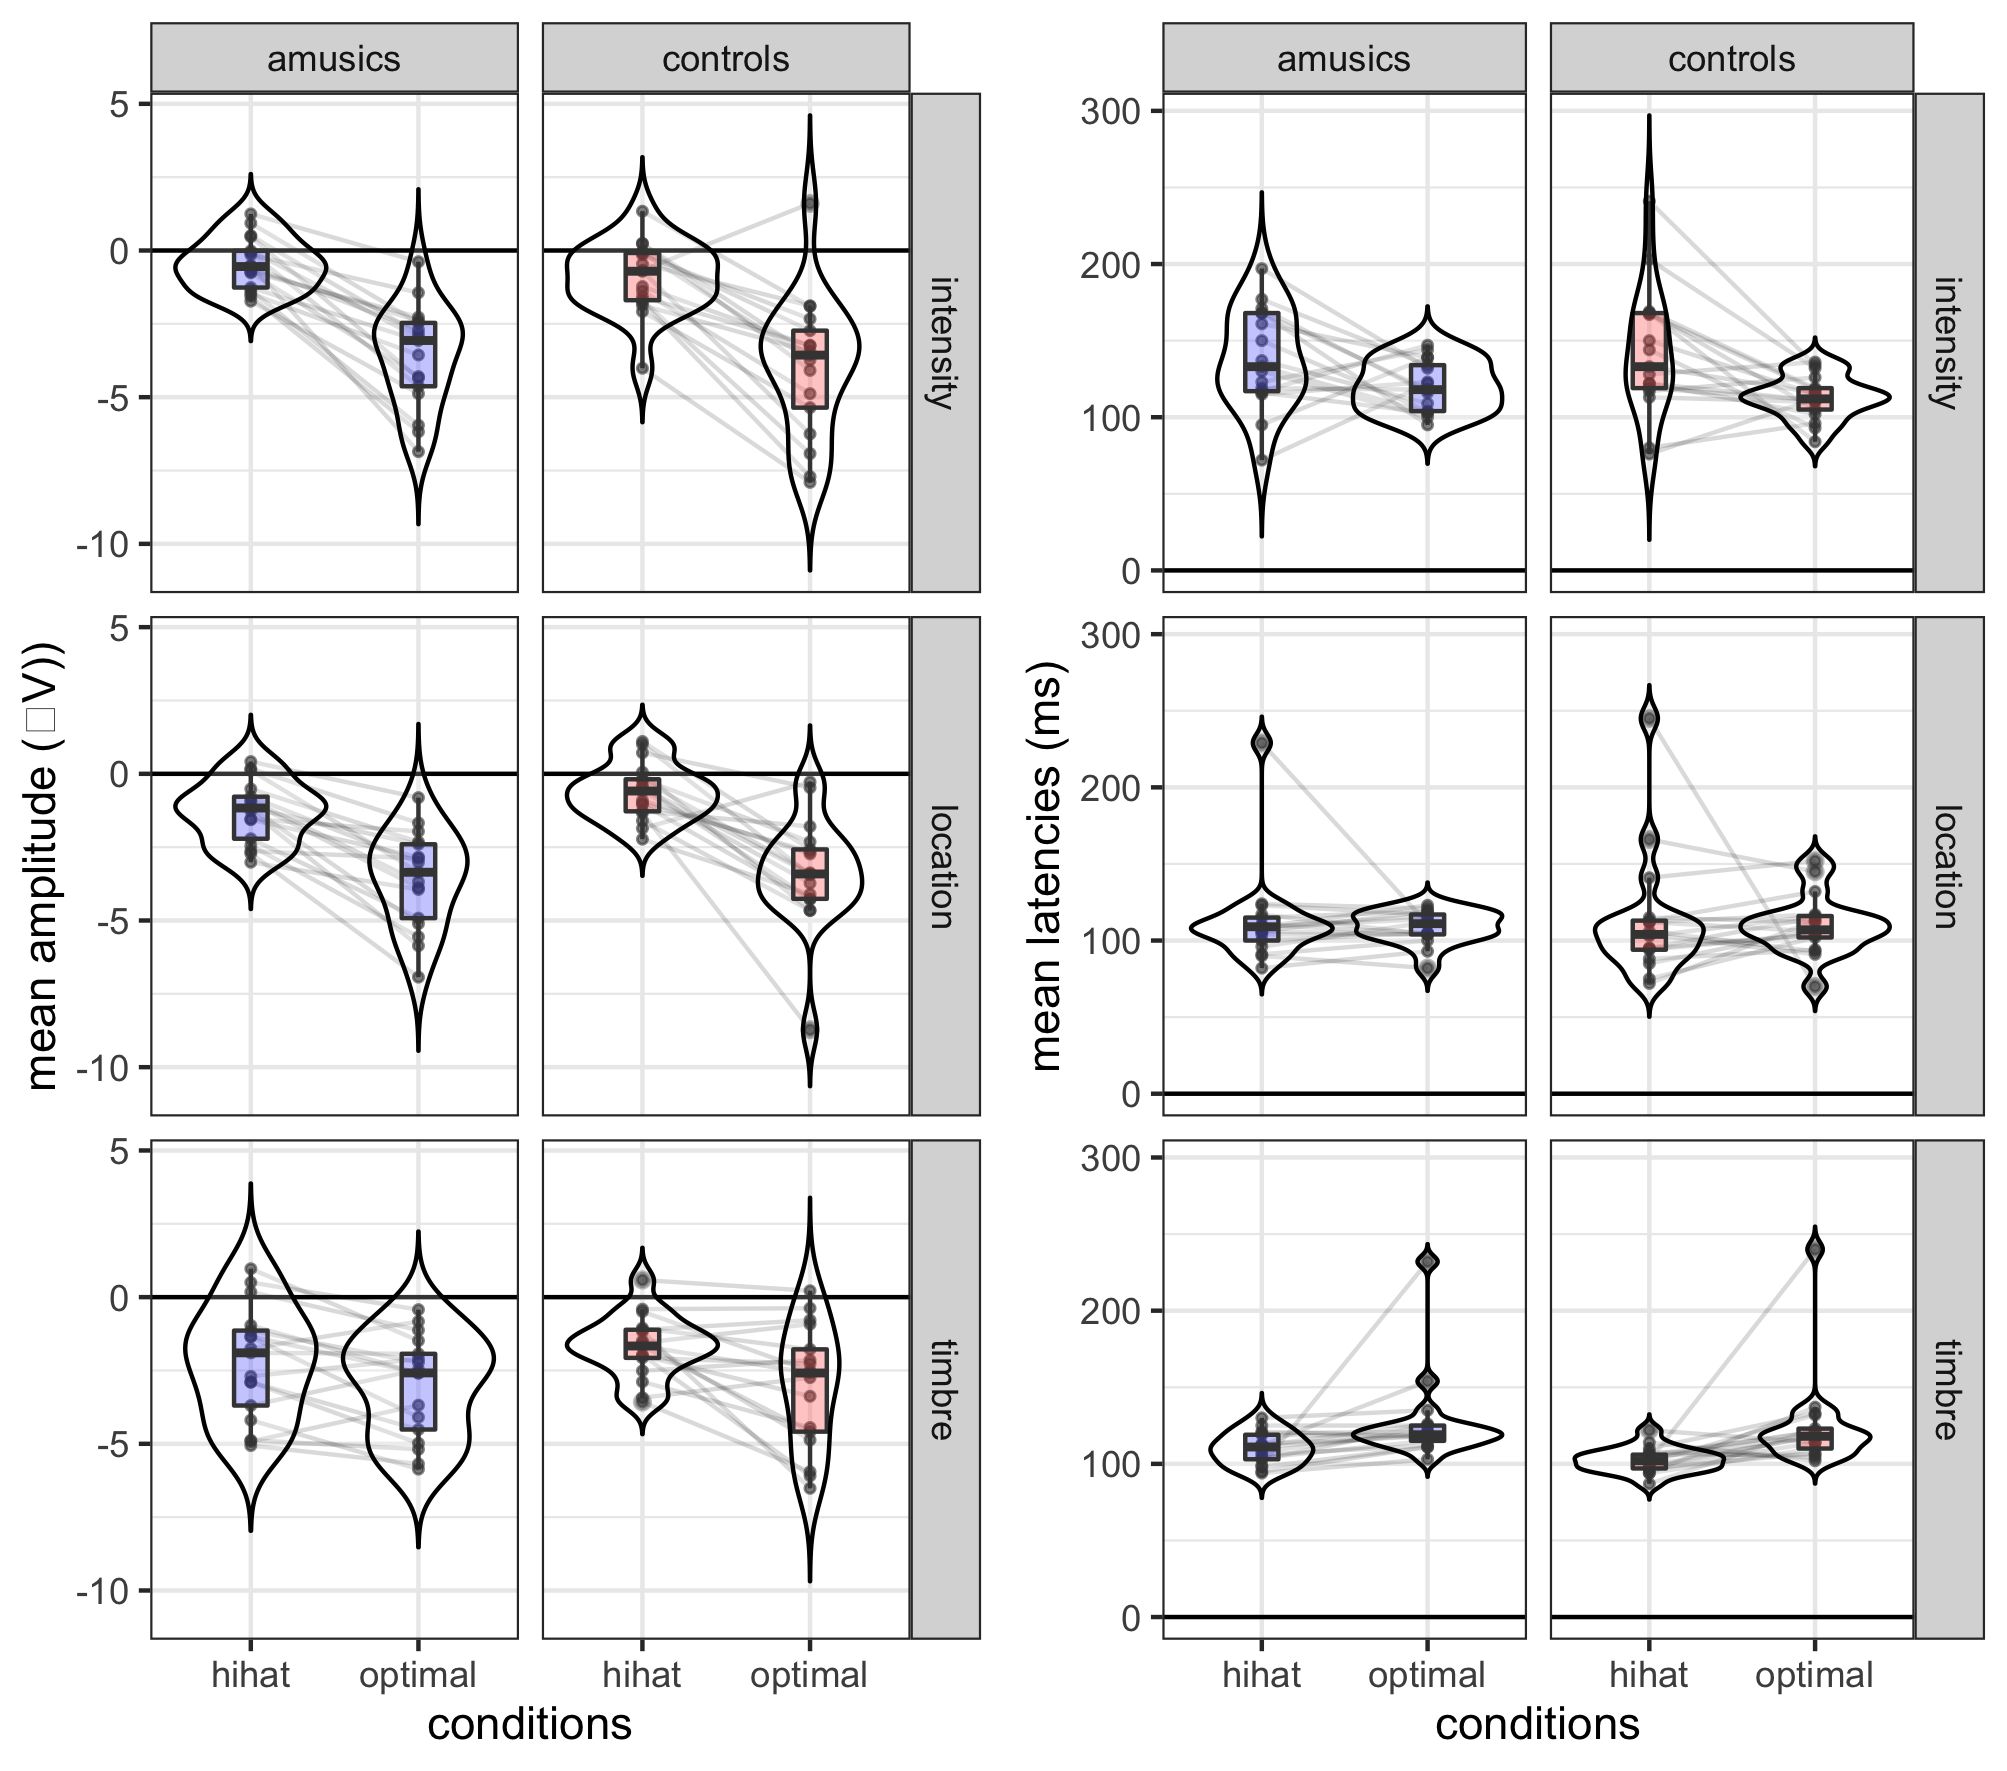 amusics controls
5
0
-5
-10
intensity
5
0
-5
-10
location
5
0
-5
-10
timbre
mean amplitude (□V))
hihat optimal hihat optimal
conditions
amusics controls
300
200
100
0
intensity
300
200
100
0
location
300
200
100
0
timbre
mean latencies (ms)
hihat optimal hihat optimal
conditions